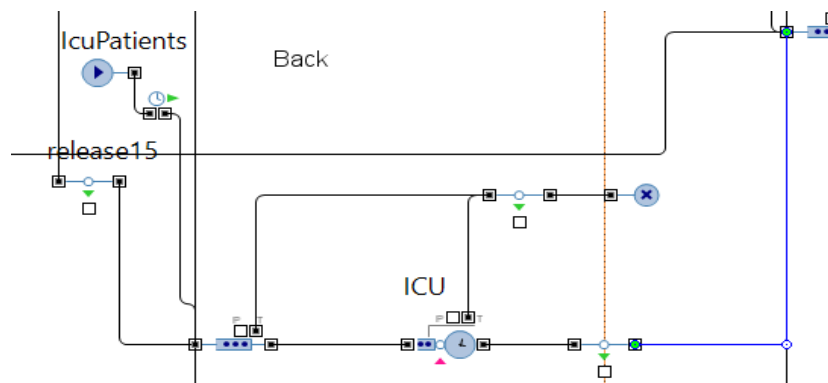 IcuPatients
Back
release15
ICU
P T
P T